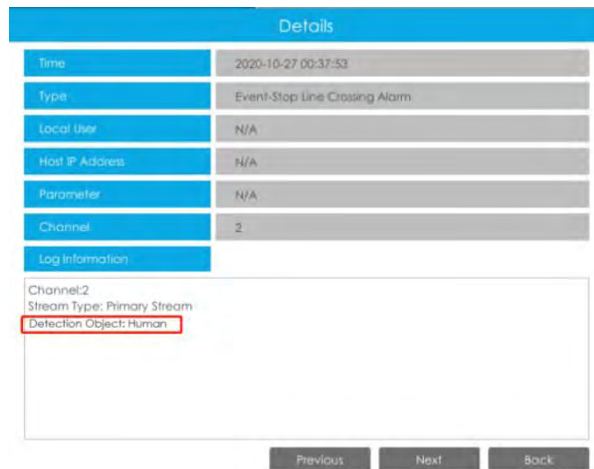 Details
Time 2020-10-27 00:37:53
Type Event-Stop Line Crossing Alarm
Local User N/A
Host IP Address N/A
Parameter N/A
Channel 2
Log Information
Channel:2
Stream Type: Primary Stream
Detection Object: Human
Previous Next Back